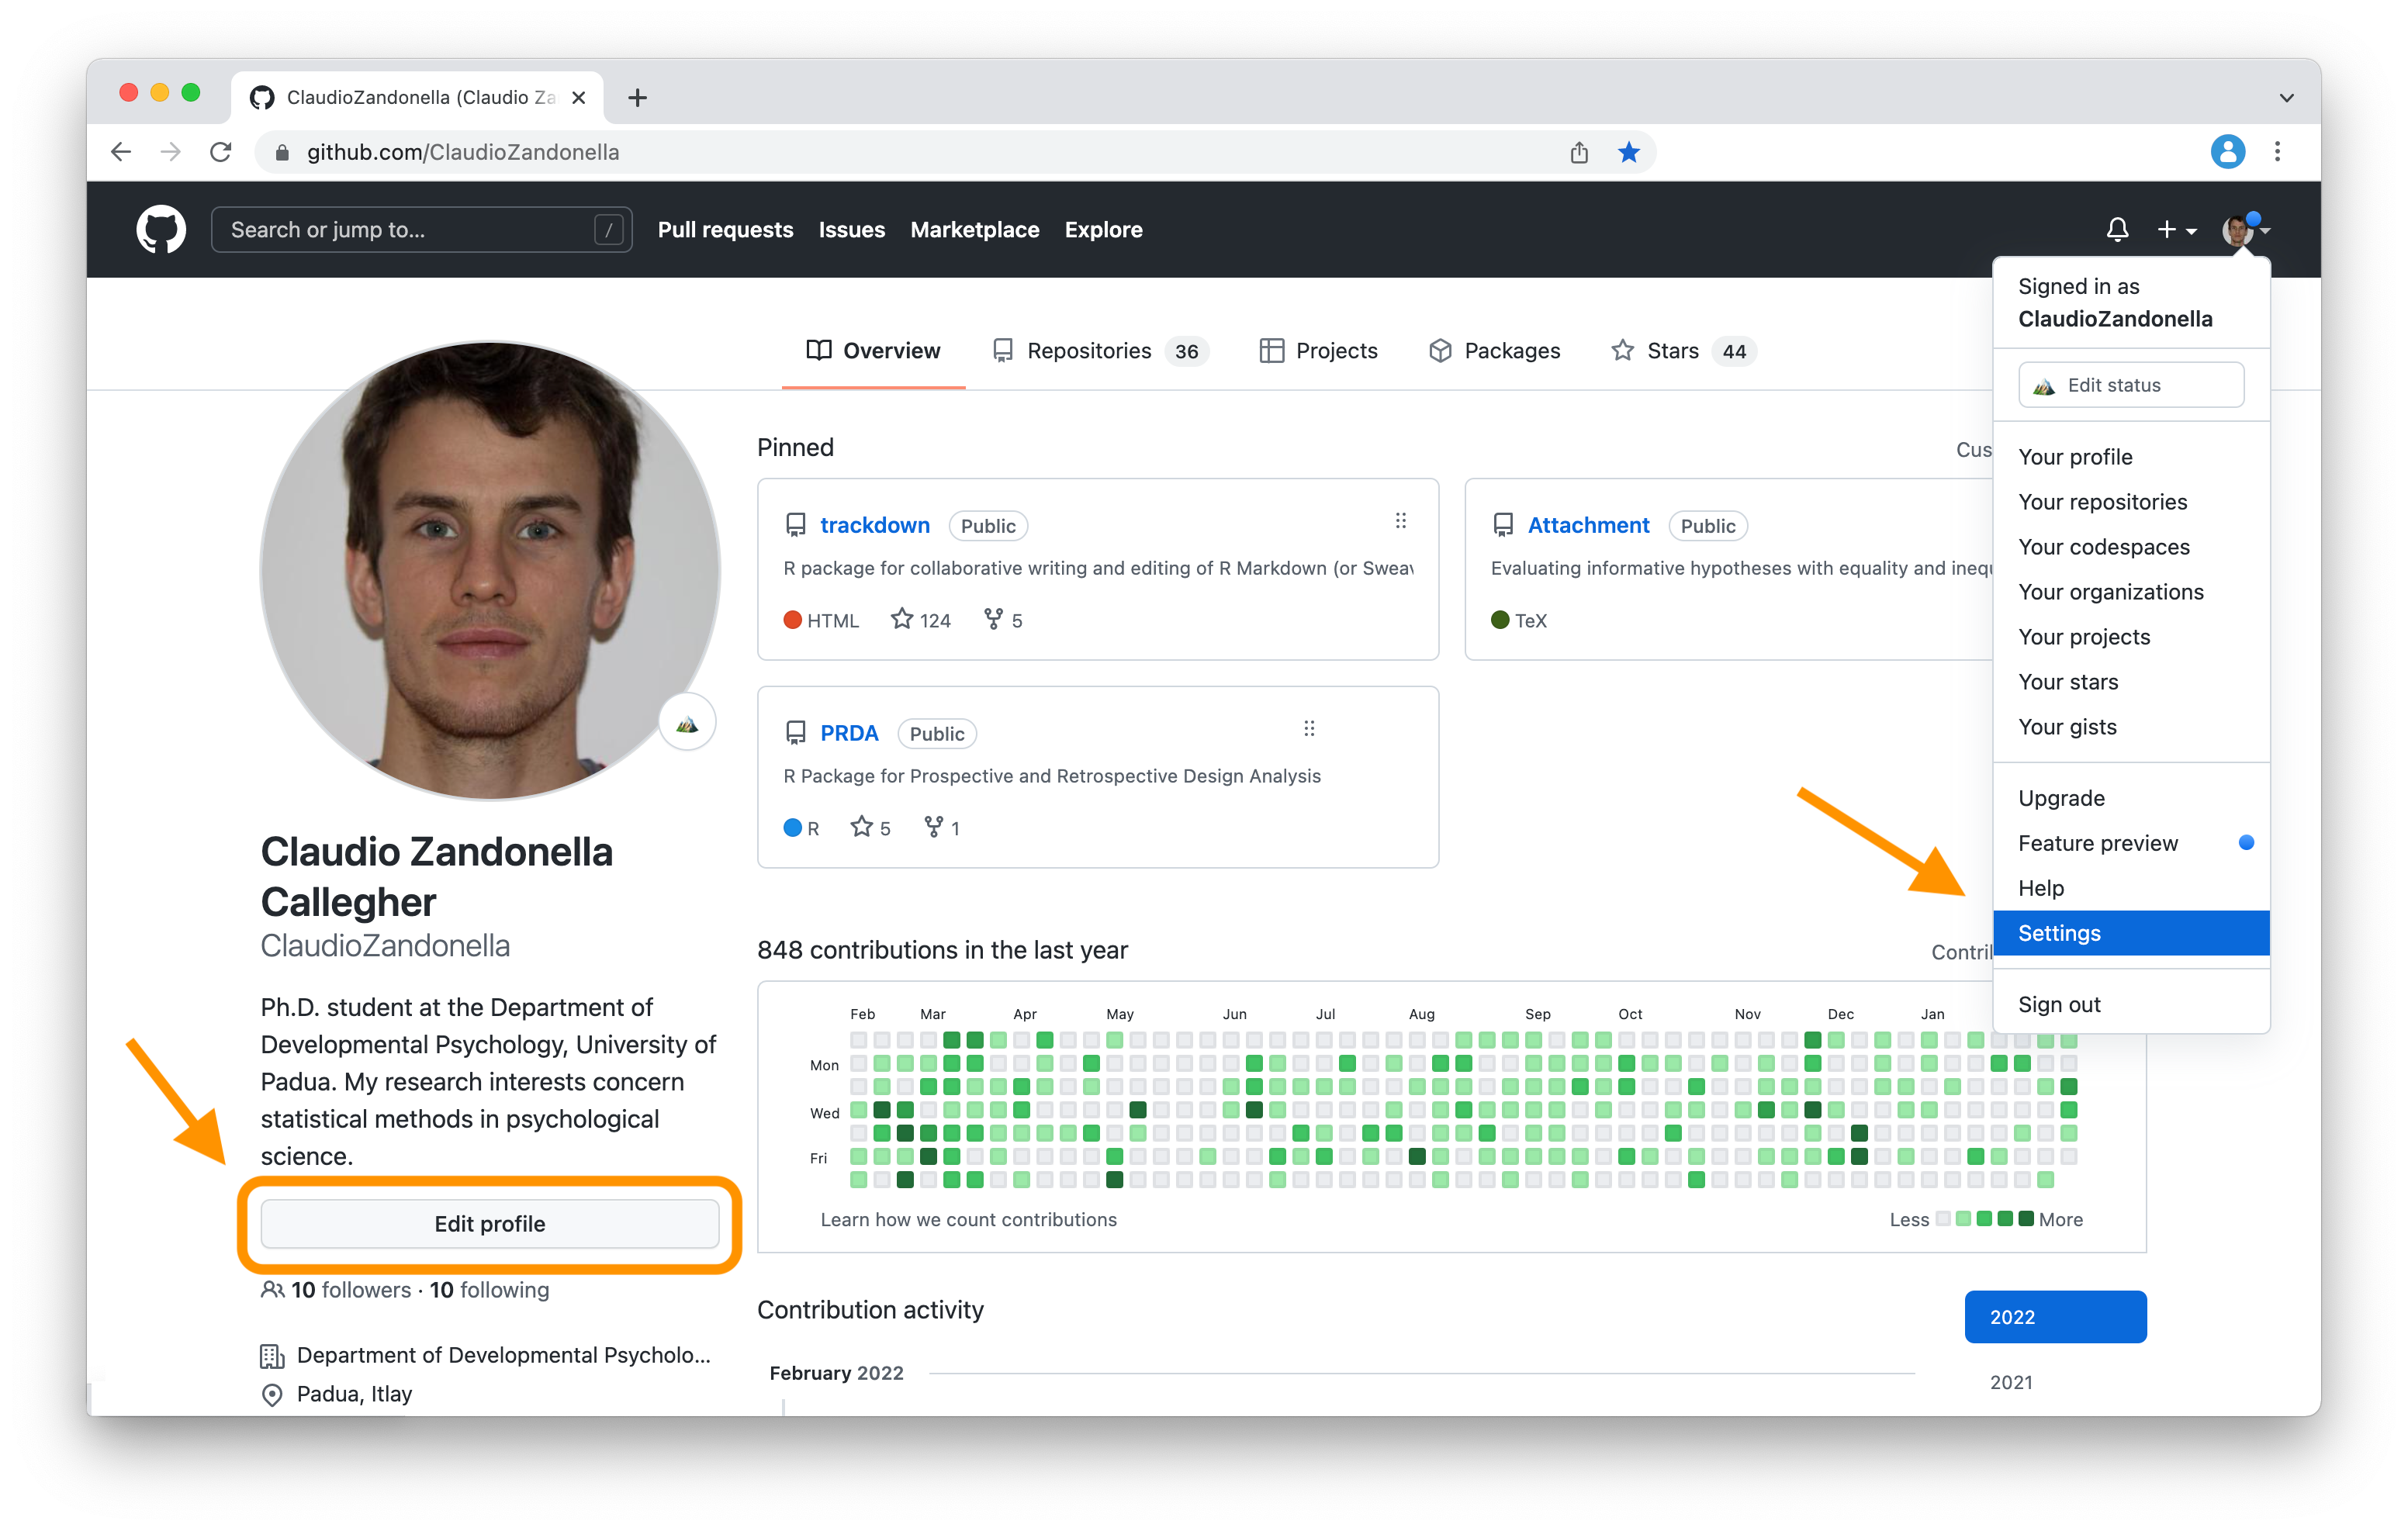 ClaudioZandonella (Claudio Za
github.com/ClaudioZandonella
Search or jump to... /
Pull requests Issues Marketplace Explore
Signed in as
ClaudioZandonella
Edit status
Your profile
Your repositories
Your codespaces
Your organizations
Your projects
Your stars
Your gists
Upgrade
Feature preview
Help
Settings
Sign out
Overview Repositories 36 Projects Packages Stars 44
Claudio Zandonella
Callegher
ClaudioZandonella
Ph.D. student at the Department of
Developmental Psychology, University of
Padua. My research interests concern
statistical methods in psychological
science.
Edit profile
10 followers · 10 following
Department of Developmental Psycholo...
Padua, Itlay
Pinned Cus
trackdown Public
R package for collaborative writing and editing of R Markdown (or Sweav
HTML 124 5
Attachment Public
Evaluating informative hypotheses with equality and inequ
TeX
PRDA Public
R Package for Prospective and Retrospective Design Analysis
R 5 1
848 contributions in the last year Contri
Feb Mar Apr May Jun Jul Aug Sep Oct Nov Dec Jan
Mon
Wed
Fri
Learn how we count contributions Less More
Contribution activity
2022
February 2022
2021